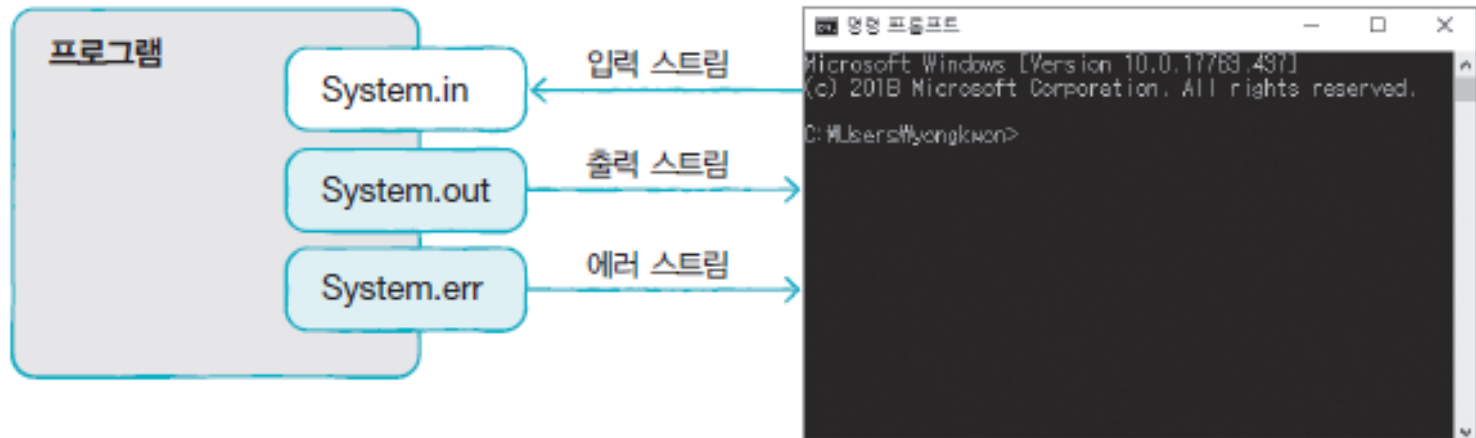 프로그램
System.in
System.out
System.err
입력 스트림
출력 스트림
에러 스트림
명령 프롬프트
Microsoft Windows [Version 10.0.17763.437]
(c) 2018 Microsoft Corporation. All rights reserved.
C:₩Users₩yongkwon>